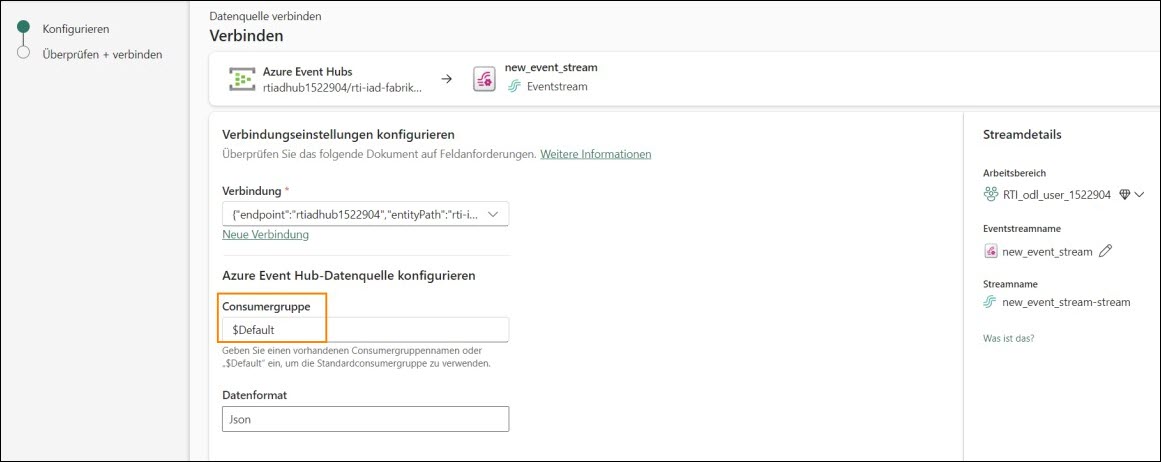 Konfigurieren
Überprüfen + verbinden
Datenquelle verbinden
Verbinden
Azure Event Hubs
rtiadhub1522904/rti-iad-fabrik...
new_event_stream
Eventstream
Verbindungseinstellungen konfigurieren
Überprüfen Sie das folgende Dokument auf Feldanforderungen. Weitere Informationen
Verbindung *
{"endpoint":"rtiadhub1522904","entityPath":"rti-i...
Neue Verbindung
Azure Event Hub-Datenquelle konfigurieren
Consumergruppe
$Default
Geben Sie einen vorhandenen Consumergruppennamen oder
„$Default" ein, um die Standardconsumergruppe zu verwenden.
Datenformat
Json
Streamdetails
Arbeitsbereich
RTI_odl_user_1522904
Eventstreamname
new_event_stream
Streamname
new_event_stream-stream
Was ist das?